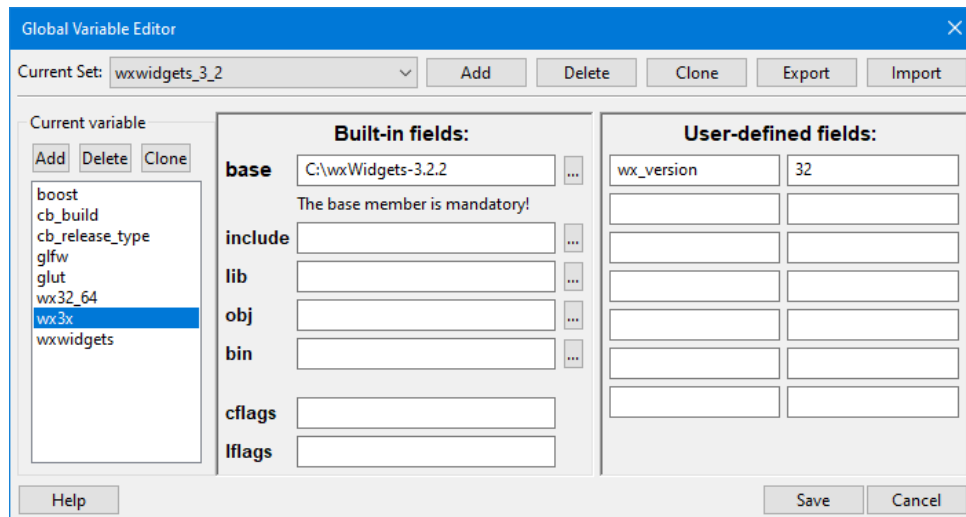 Global Variable Editor
Current Set: wxwidgets_3_2 Add Delete Clone Export Import
Current variable
Add Delete Clone
boost
cb_build
cb_release_type
glfw
glut
wx32_64
wx3x
wxwidgets
Built-in fields:
base C:\wxWidgets-3.2.2 ...
The base member is mandatory!
include ...
lib ...
obj ...
bin ...
cflags
lflags
User-defined fields:
wx_version 32
Help Save Cancel